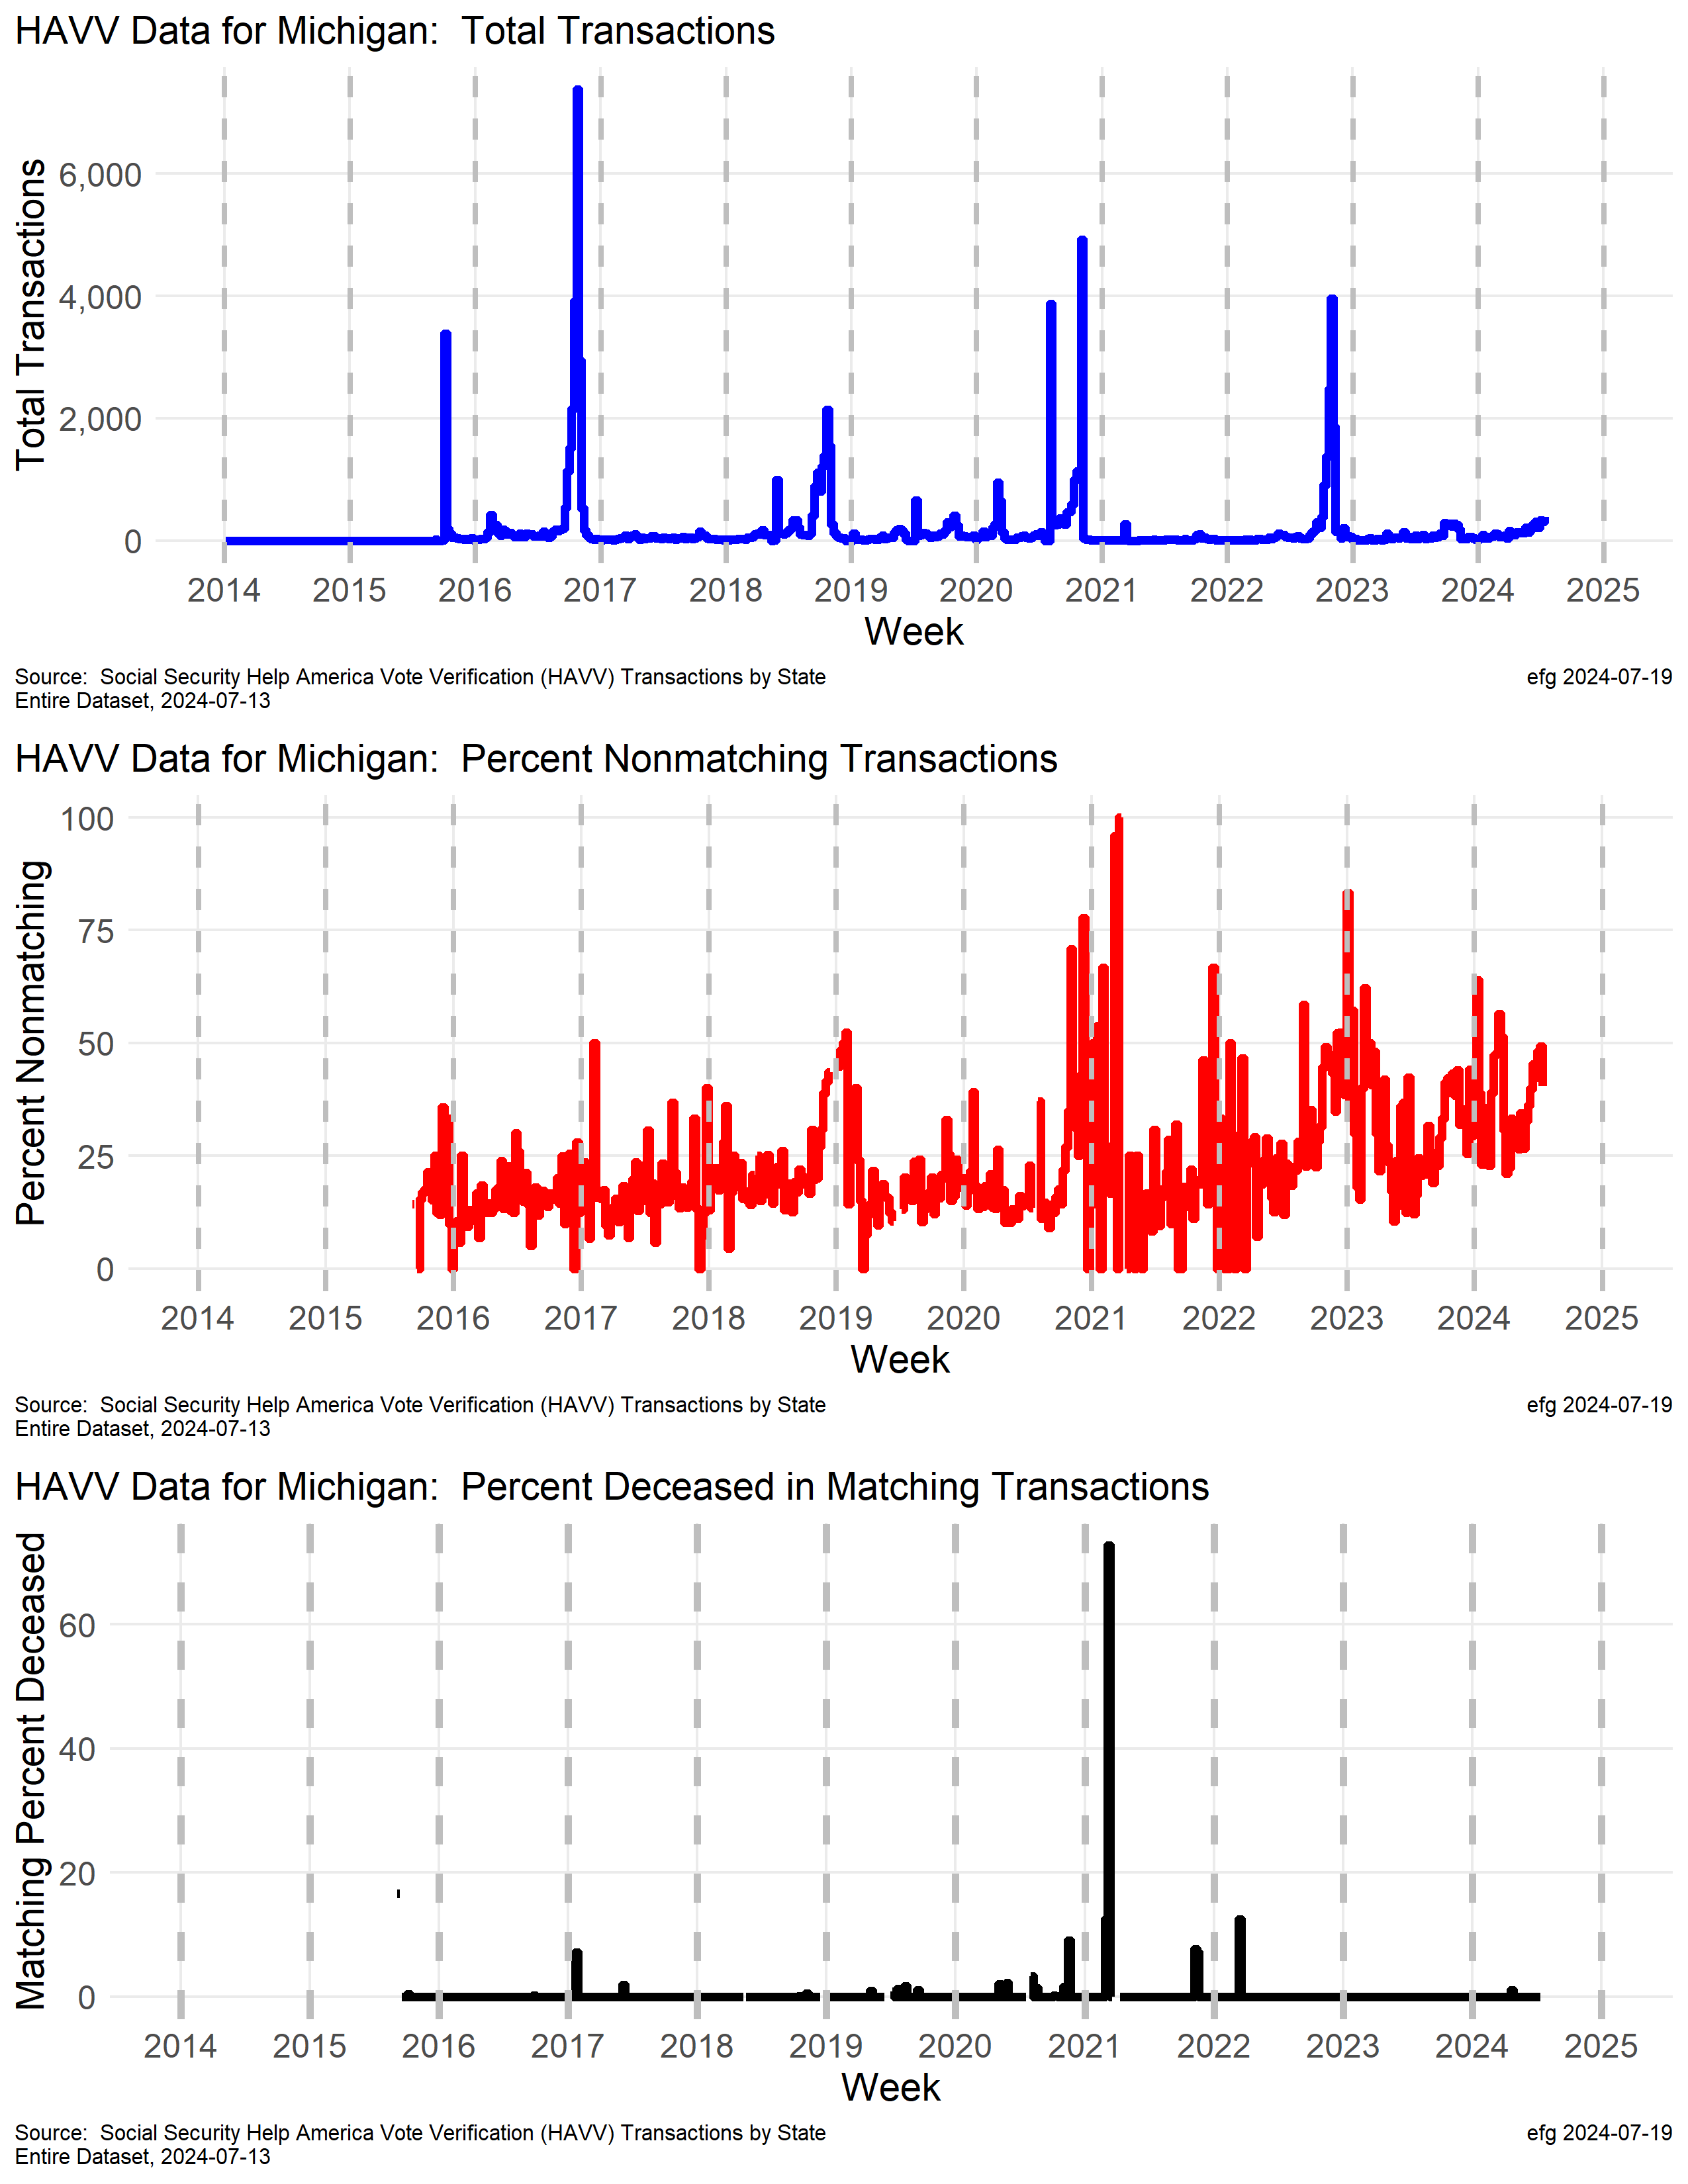 HAVV Data for Michigan:  Total Transactions
Total Transactions
6,000
4,000
2,000
0
2014 2015 2016 2017 2018 2019 2020 2021 2022 2023 2024 2025
Week
Source:  Social Security Help America Vote Verification (HAVV) Transactions by State
Entire Dataset, 2024-07-13
efg 2024-07-19
HAVV Data for Michigan:  Percent Nonmatching Transactions
Percent Nonmatching
100
75
50
25
0
2014 2015 2016 2017 2018 2019 2020 2021 2022 2023 2024 2025
Week
Source:  Social Security Help America Vote Verification (HAVV) Transactions by State
Entire Dataset, 2024-07-13
efg 2024-07-19
HAVV Data for Michigan:  Percent Deceased in Matching Transactions
Matching Percent Deceased
60
40
20
0
2014 2015 2016 2017 2018 2019 2020 2021 2022 2023 2024 2025
Week
Source:  Social Security Help America Vote Verification (HAVV) Transactions by State
Entire Dataset, 2024-07-13
efg 2024-07-19